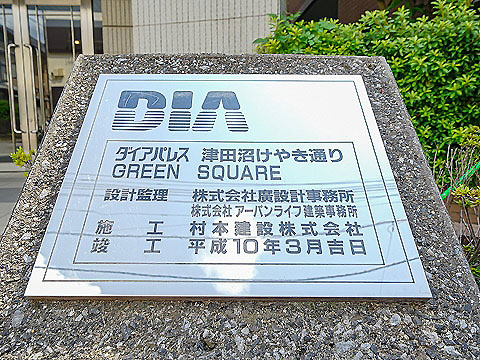 DIA
ダイアパレス 津田沼けやき通り
GREEN SQUARE
設計監理 株式会社廣設計事務所
株式会社 アーバンライフ建築事務所
施工 村本建設株式会社
竣工 平成10年3月吉日